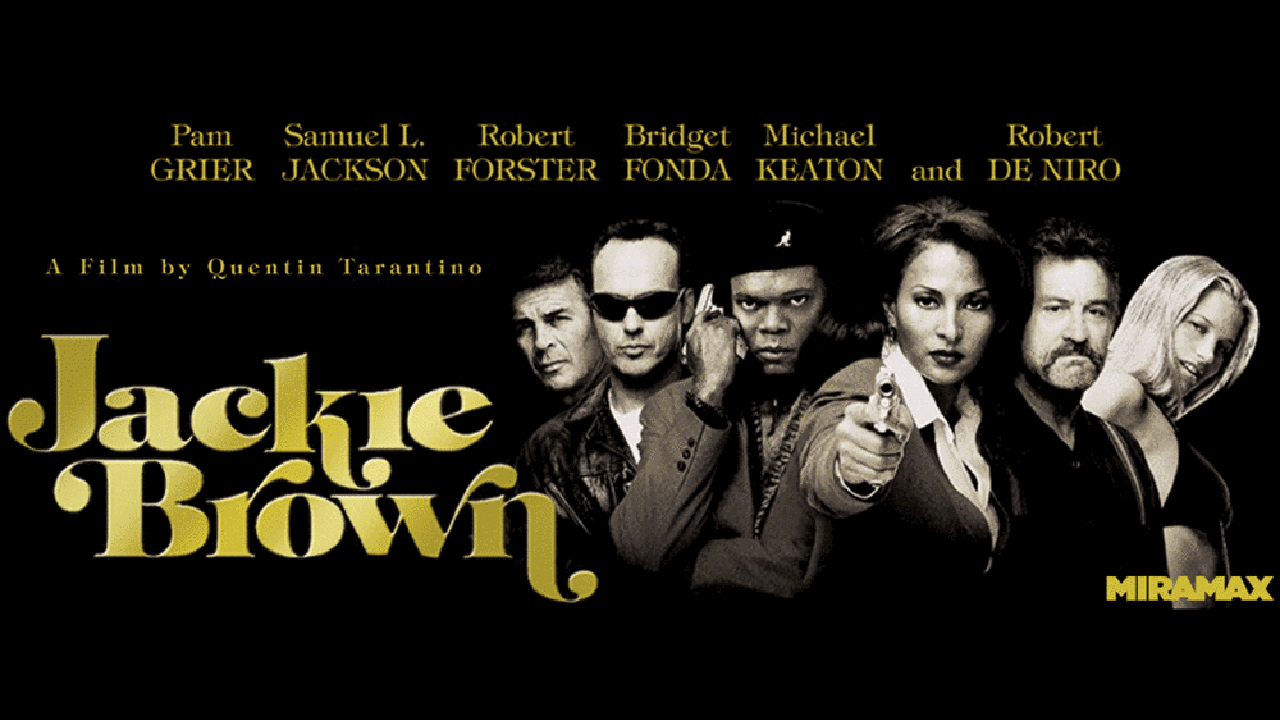 Pam Samuel L. Robert Bridget Michael Robert
GRIER JACKSON FORSTER FONDA KEATON and DE NIRO
A Film by Quentin Tarantino
Jackie
Brown
MIRAMAX